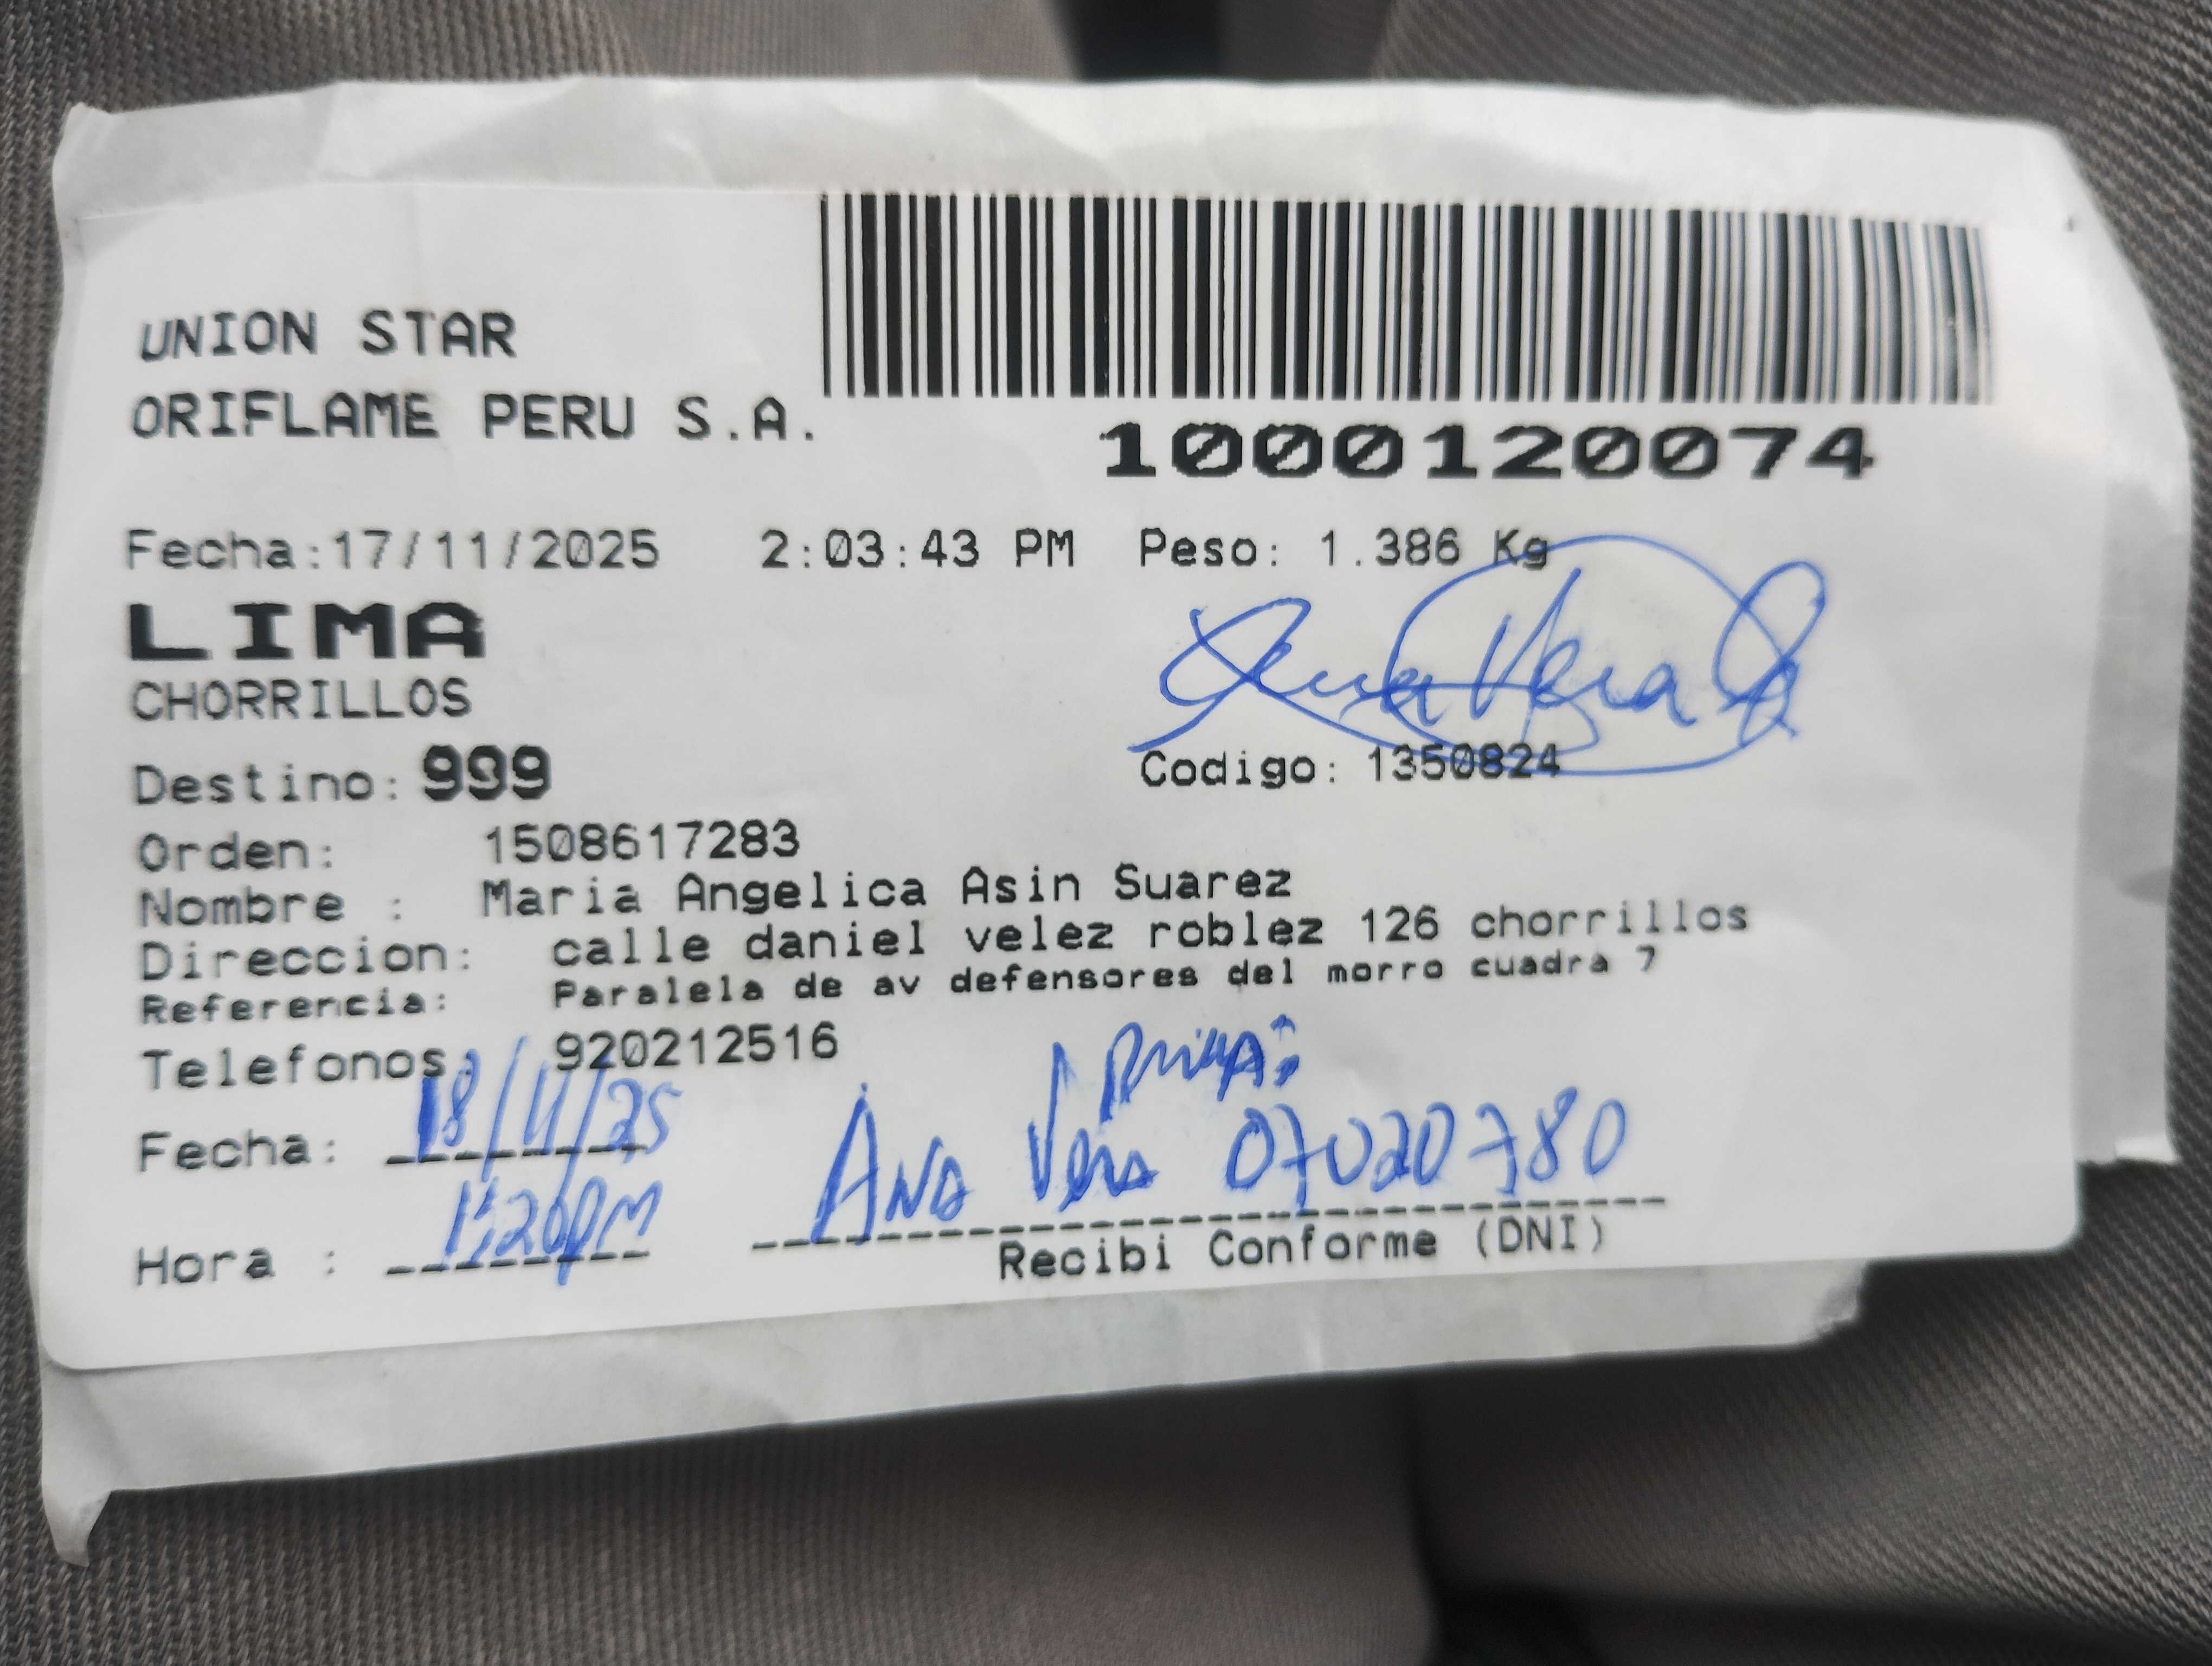 UNION STAR
ORIFLAME PERU S.A.
1000120074
Fecha:17/11/2025 2:03:43 PM Peso: 1.386 Kg
LIMA
CHORRILLOS
Ana Vera
Destino: 999 Codigo: 1350824
Orden: 1508617283
Nombre : Maria Angelica Asin Suarez
Direccion: calle daniel velez roblez 126 chorrillos
Referencia: Paralela de av defensores del morro cuadra 7
Telefonos: 920212516
Fecha: 18/11/25
Ana Vera 07020780
Hora : 1:20pm
Recibi Conforme (DNI)